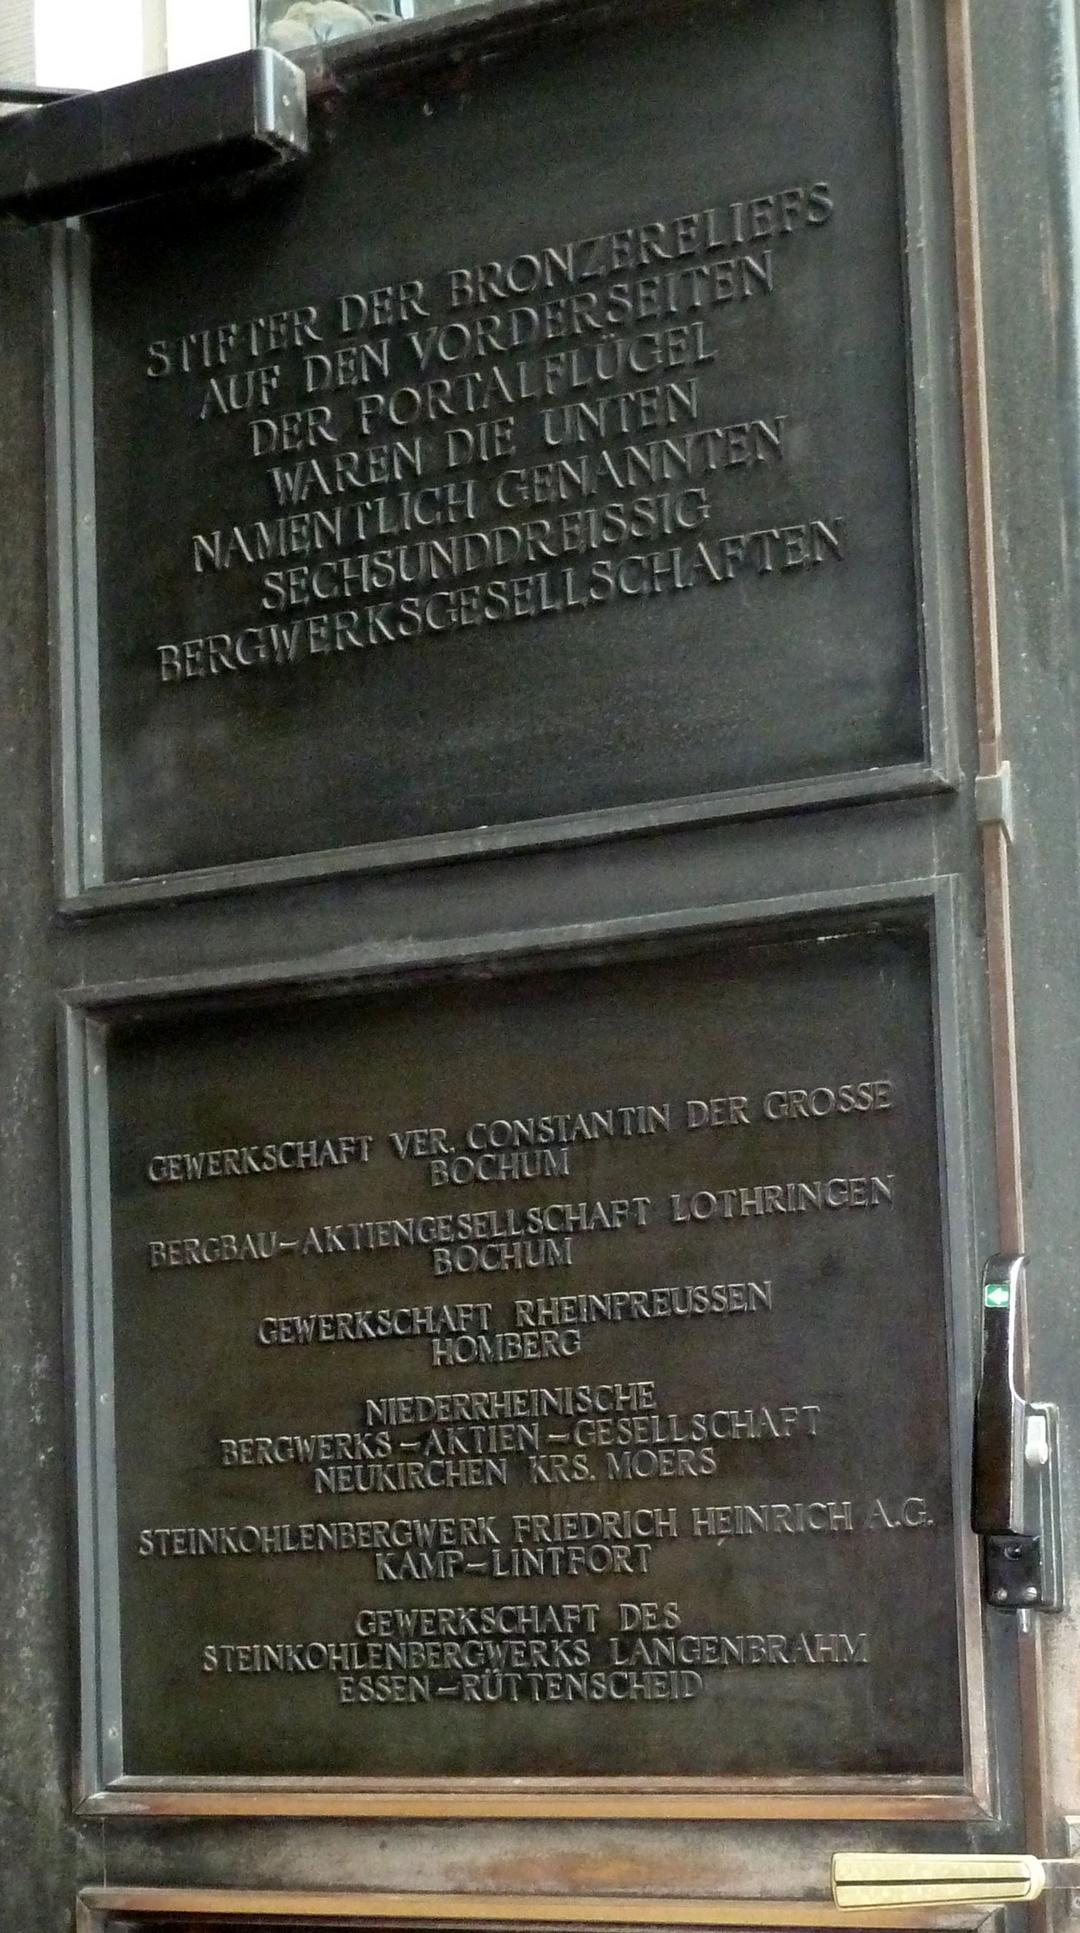 STIFTER DER BRONZERELIEFS
AUF DEN VORDERSEITEN
DER PORTALFLÜGEL
WAREN DIE UNTEN
NAMENTLICH GENANNTEN
SECHSUNDDREISSIG
BERGWERKSGESELLSCHAFTEN
GEWERKSCHAFT VER. CONSTANTIN DER GROSSE
BOCHUM
BERGBAU-AKTIENGESELLSCHAFT LOTHRINGEN
BOCHUM
GEWERKSCHAFT RHEINPREUSSEN
HOMBERG
NIEDERRHEINISCHE
BERGWERKS-AKTIEN-GESELLSCHAFT
NEUKIRCHEN KRS. MOERS
STEINKOHLENBERGWERK FRIEDRICH HEINRICH A.G.
KAMP-LINTFORT
GEWERKSCHAFT DES
STEINKOHLENBERGWERKS LANGENBRAHM
ESSEN-RÜTTENSCHEID